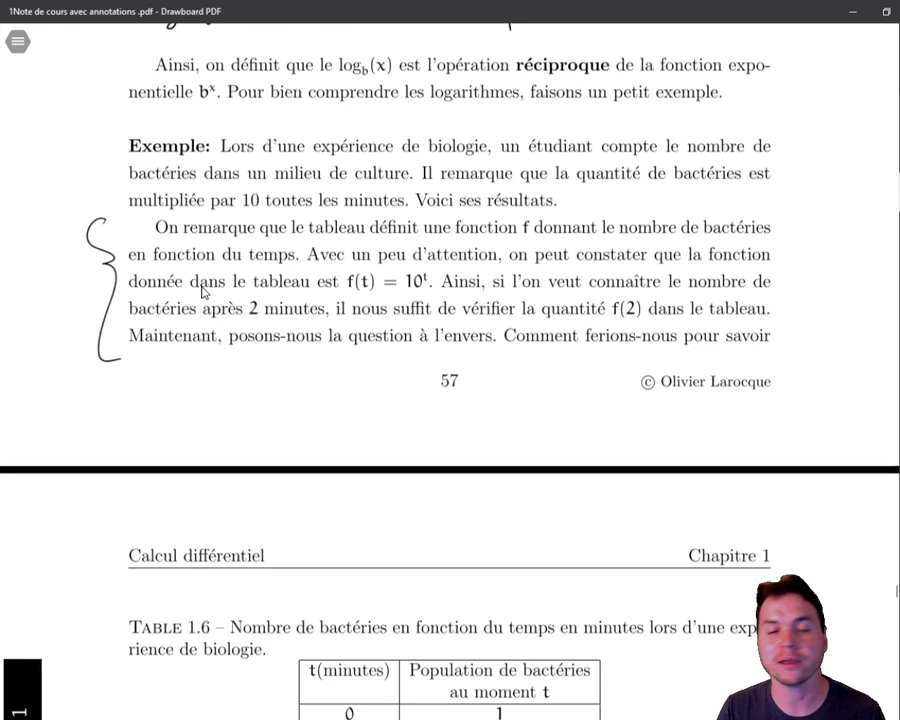 1Note de cours avec annotations .pdf - Drawboard PDF
Ainsi, on définit que le log_b(x) est l'opération réciproque de la fonction expo-
nentielle b^x. Pour bien comprendre les logarithmes, faisons un petit exemple.
Exemple: Lors d'une expérience de biologie, un étudiant compte le nombre de
bactéries dans un milieu de culture. Il remarque que la quantité de bactéries est
multipliée par 10 toutes les minutes. Voici ses résultats.
On remarque que le tableau définit une fonction f donnant le nombre de bactéries
en fonction du temps. Avec un peu d'attention, on peut constater que la fonction
donnée dans le tableau est f(t) = 10^t. Ainsi, si l'on veut connaître le nombre de
bactéries après 2 minutes, il nous suffit de vérifier la quantité f(2) dans le tableau.
Maintenant, posons-nous la question à l'envers. Comment ferions-nous pour savoir
57 © Olivier Larocque
Calcul différentiel Chapitre 1
TABLE 1.6 – Nombre de bactéries en fonction du temps en minutes lors d'une exp
rience de biologie.
t(minutes) Population de bactéries
au moment t
0 1
1